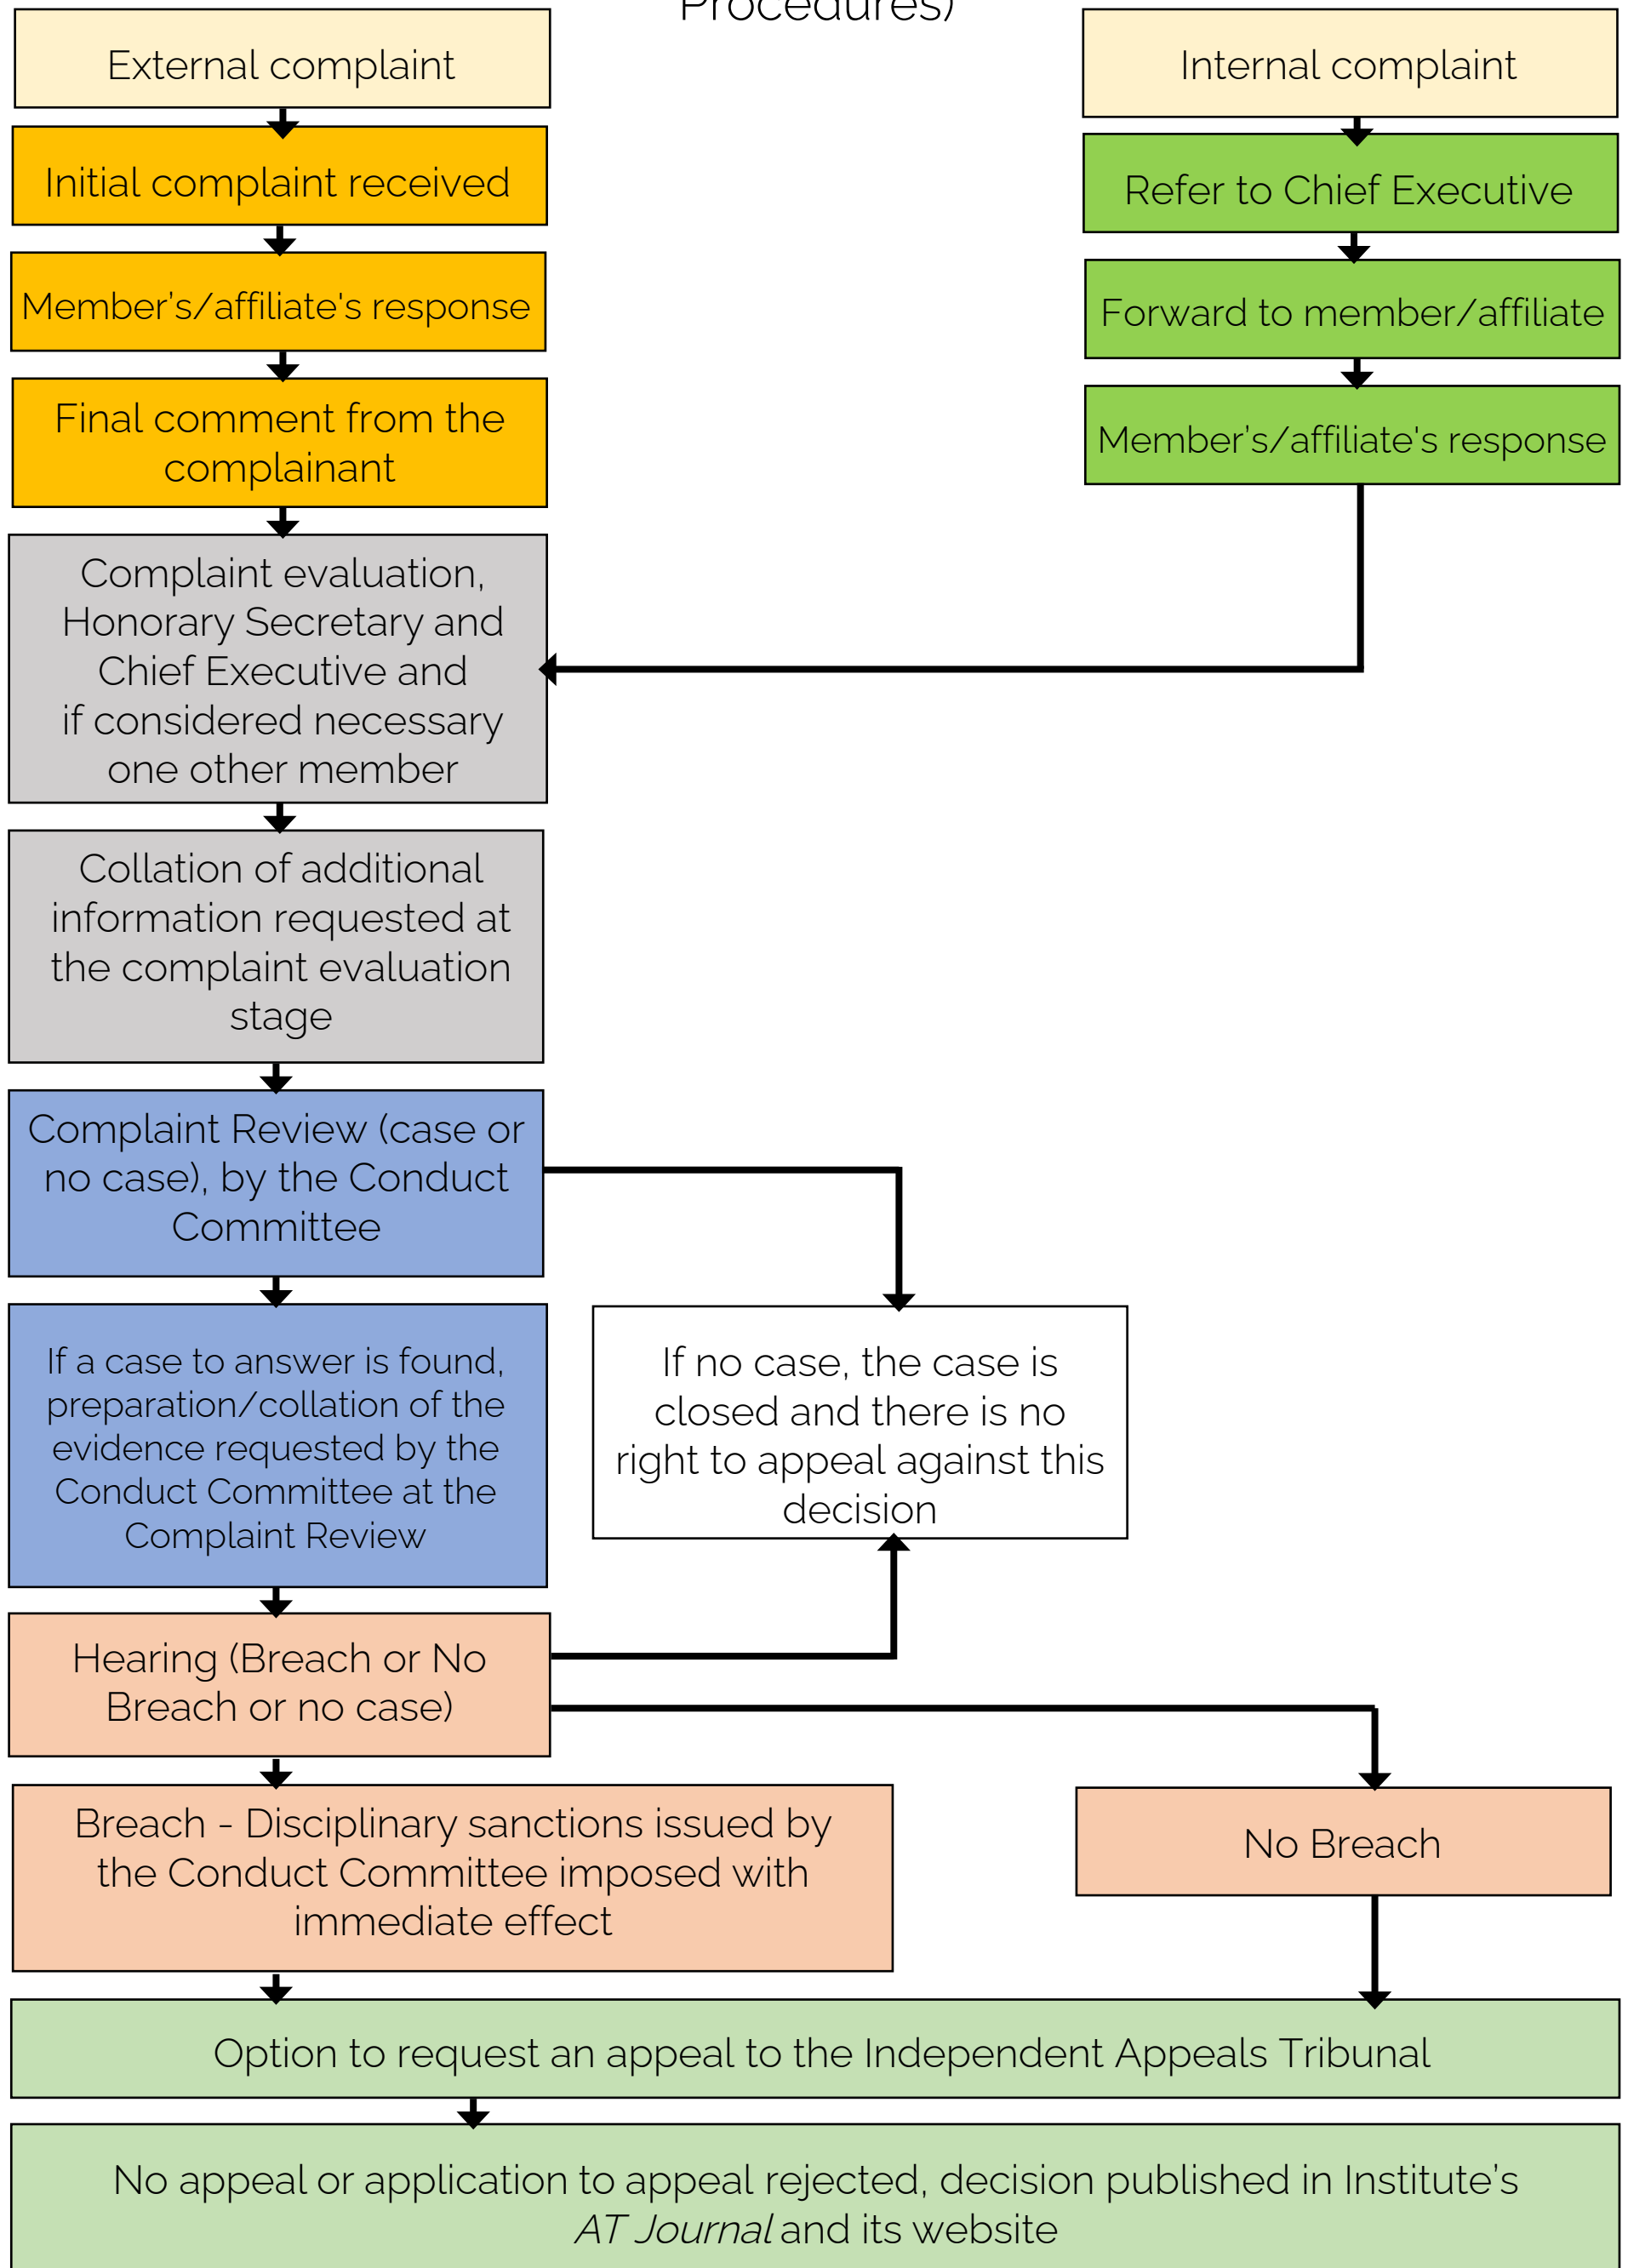 Procedures)
External complaint
Internal complaint
Initial complaint received
Refer to Chief Executive
Member’s/affiliate's response
Forward to member/affiliate
Final comment from the
complainant
Member’s/affiliate's response
Complaint evaluation,
Honorary Secretary and
Chief Executive and
if considered necessary
one other member
Collation of additional
information requested at
the complaint evaluation
stage
Complaint Review (case or
no case), by the Conduct
Committee
If a case to answer is found,
preparation/collation of the
evidence requested by the
Conduct Committee at the
Complaint Review
If no case, the case is
closed and there is no
right to appeal against this
decision
Hearing (Breach or No
Breach or no case)
Breach - Disciplinary sanctions issued by
the Conduct Committee imposed with
immediate effect
No Breach
Option to request an appeal to the Independent Appeals Tribunal
No appeal or application to appeal rejected, decision published in Institute’s
AT Journal and its website